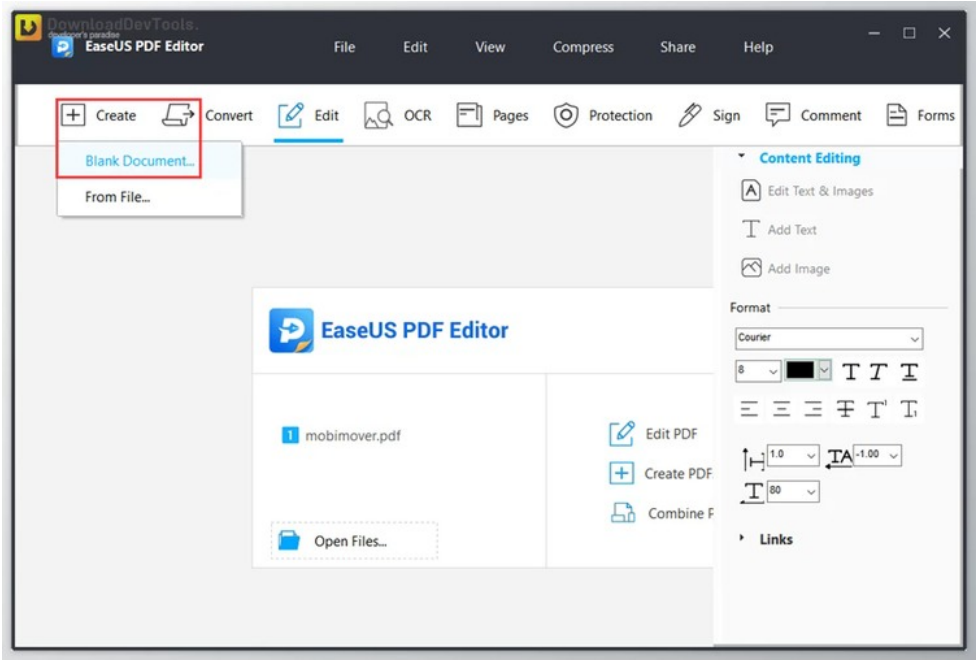 DownloadDevTools.
developer's paradise
EaseUS PDF Editor
File Edit View Compress Share Help
Create Convert Edit OCR Pages Protection Sign Comment Forms
Blank Document...
From File...
Content Editing
Edit Text & Images
Add Text
Add Image
Format
Courier
8
1.0 -1.00
80
Links
EaseUS PDF Editor
1 mobimover.pdf
Open Files...
Edit PDF
Create PDF
Combine P